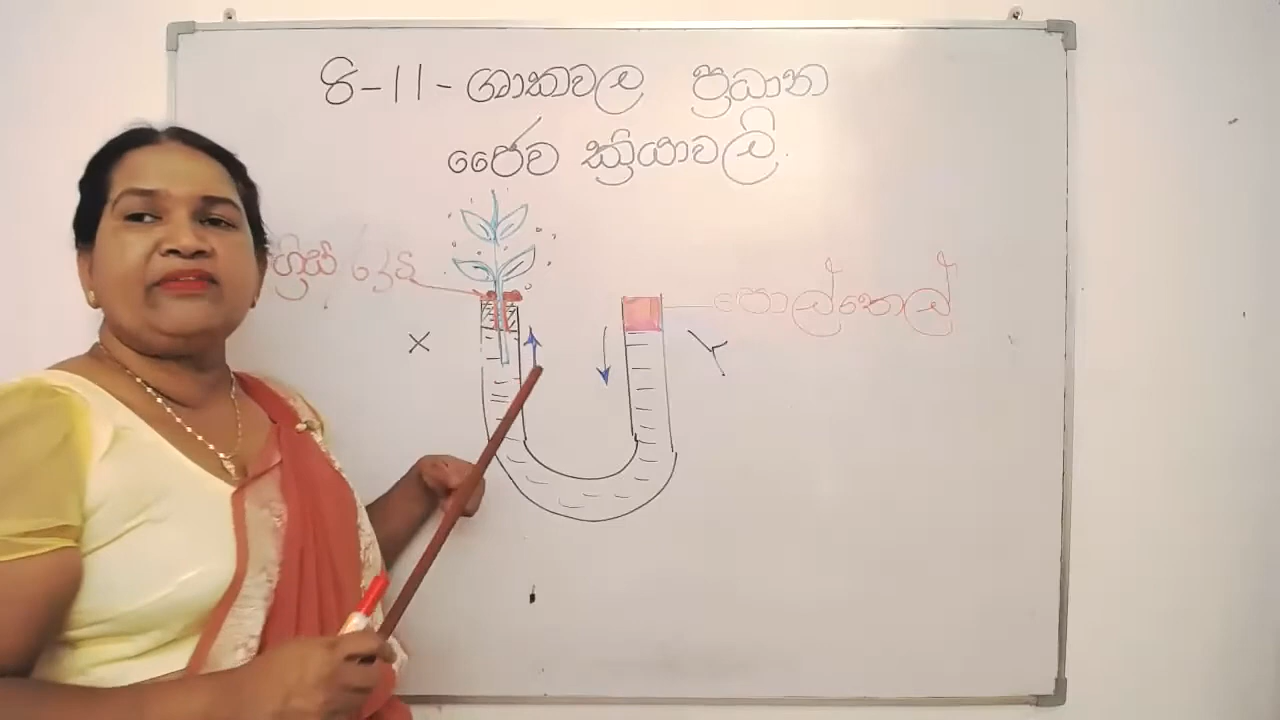 8-11- ශාකවල ප්‍රධාන
ජෛව ක්‍රියාවලි.
ග්‍රීස්
පොල්තෙල්
X
Y